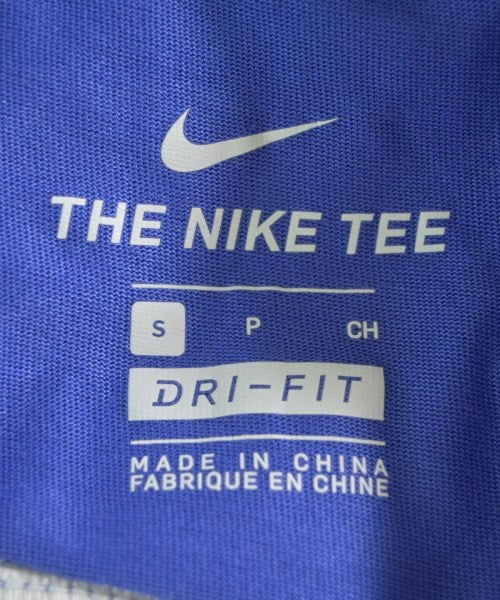 THE NIKE TEE
S P CH
DRI-FIT
MADE IN CHINA
FABRIQUE EN CHINE